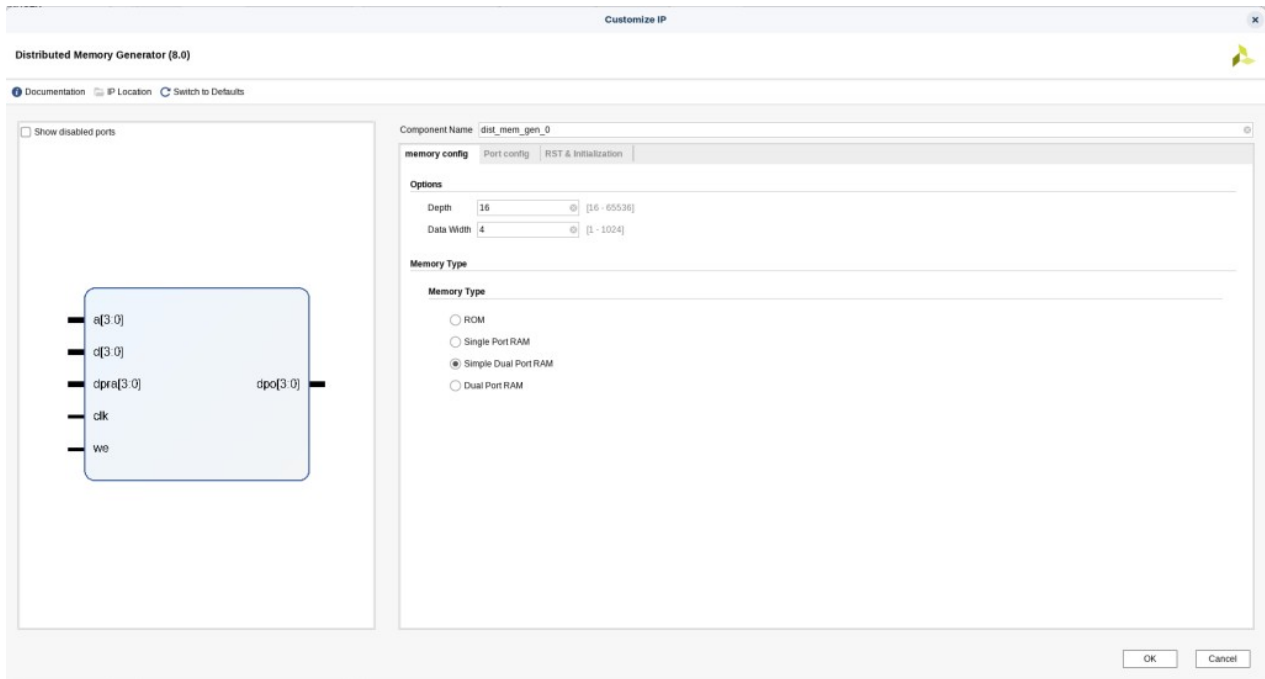 Customize IP
Distributed Memory Generator (8.0)
Documentation IP Location Switch to Defaults
Show disabled ports
a[3:0]
d[3:0]
dpra[3:0] dpo[3:0]
clk
we
Component Name dist_mem_gen_0
memory config Port config RST & Initialization
Options
Depth 16 [16 - 65536]
Data Width 4 [1 - 1024]
Memory Type
Memory Type
ROM
Single Port RAM
Simple Dual Port RAM
Dual Port RAM
OK Cancel